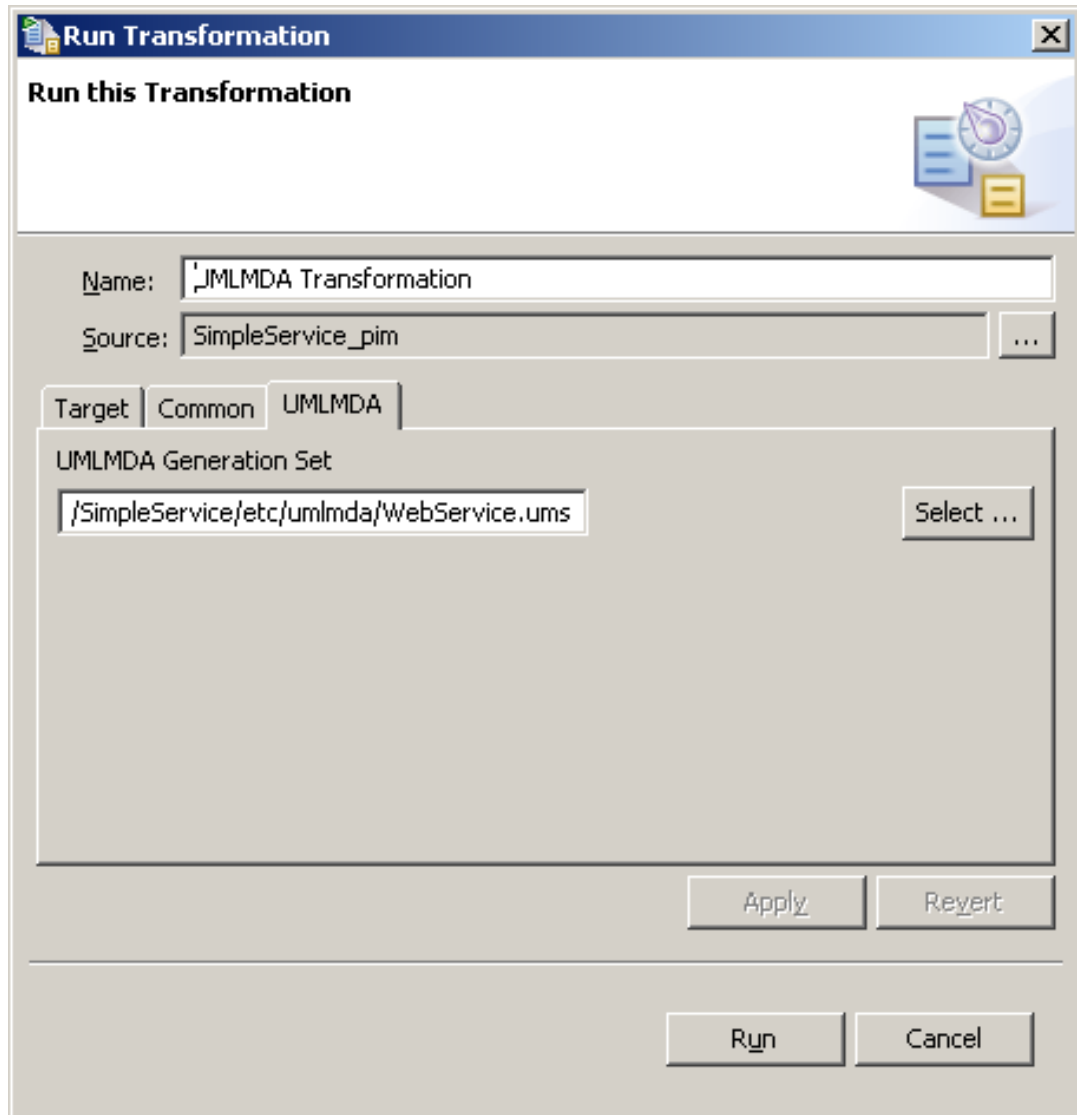 Run Transformation
Run this Transformation
Name: UMLMDA Transformation
Source: SimpleService_pim ...
Target Common UMLMDA
UMLMDA Generation Set
/SimpleService/etc/umlmda/WebService.ums Select ...
Apply Revert
Run Cancel